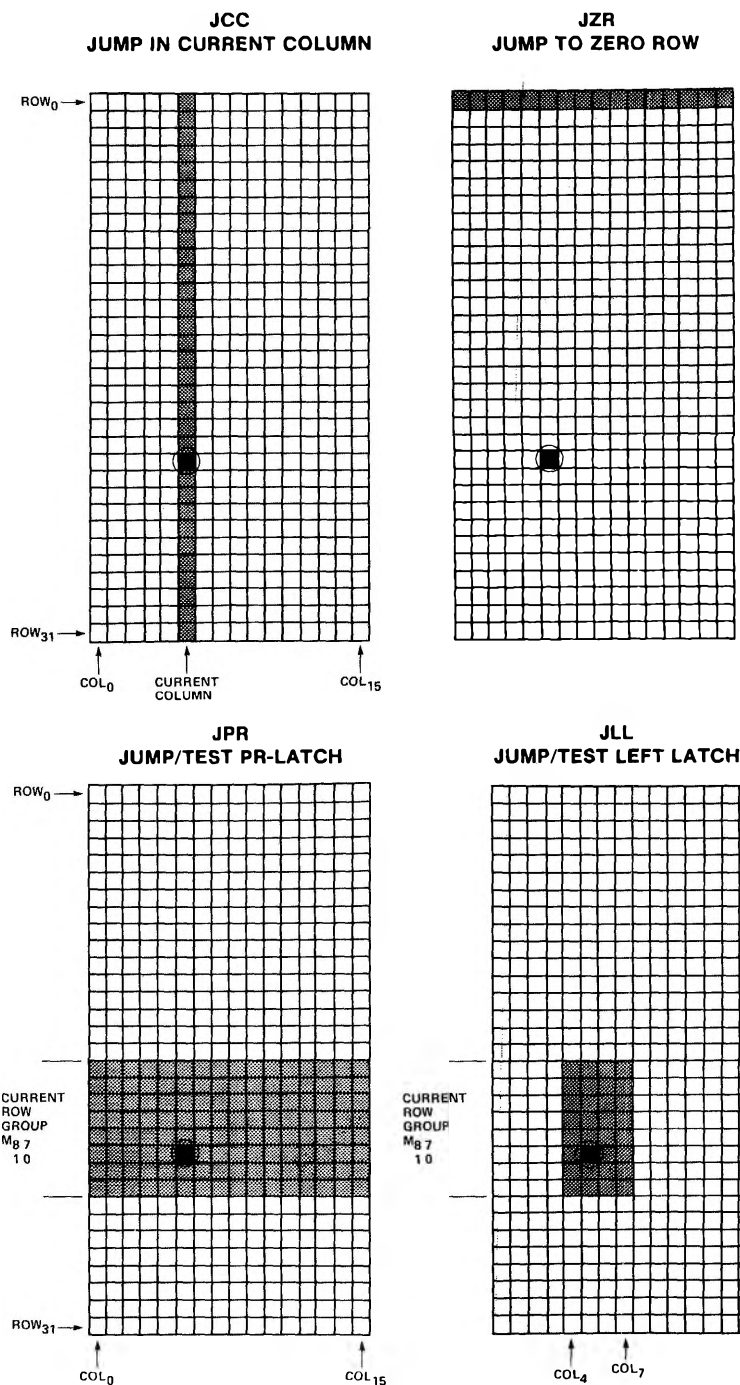 JCC
JUMP IN CURRENT COLUMN
ROW0
ROW31
COL0
CURRENT
COLUMN
COL15
JZR
JUMP TO ZERO ROW
JPR
JUMP/TEST PR-LATCH
ROW0
CURRENT
ROW
GROUP
M8 7
1 0
ROW31
COL0
COL15
JLL
JUMP/TEST LEFT LATCH
CURRENT
ROW
GROUP
M8 7
1 0
COL4
COL7